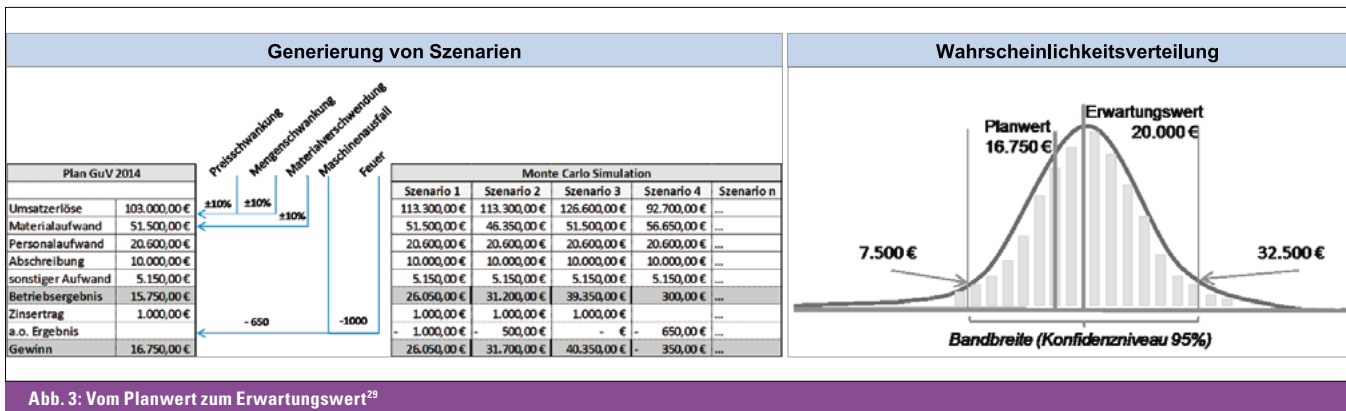 Generierung von Szenarien
Preisschwankung
Mengenschwankung
Materialverschwendung
Maschinenausfall
Feuer
Plan GuV 2014
Umsatzerlöse 103.000,00 €
Materialaufwand 51.500,00 €
Personalaufwand 20.600,00 €
Abschreibung 10.000,00 €
sonstiger Aufwand 5.150,00 €
Betriebsergebnis 15.750,00 €
Zinsertrag 1.000,00 €
a.o. Ergebnis
Gewinn 16.750,00 €
±10% ±10%
±10%
- 650 -1000
Monte Carlo Simulation
Szenario 1 Szenario 2 Szenario 3 Szenario 4 Szenario n
113.300,00 € 113.300,00 € 126.600,00 € 92.700,00 € ...
51.500,00 € 46.350,00 € 51.500,00 € 56.650,00 € ...
20.600,00 € 20.600,00 € 20.600,00 € 20.600,00 € ...
10.000,00 € 10.000,00 € 10.000,00 € 10.000,00 € ...
5.150,00 € 5.150,00 € 5.150,00 € 5.150,00 € ...
26.050,00 € 31.200,00 € 39.350,00 € 300,00 € ...
1.000,00 € 1.000,00 € 1.000,00 € ...
- 1.000,00 € - 500,00 € - € - 650,00 € ...
26.050,00 € 31.700,00 € 40.350,00 € - 350,00 € ...
Wahrscheinlichkeitsverteilung
Erwartungswert
20.000 €
Planwert
16.750 €
7.500 €
32.500 €
Bandbreite (Konfidenzniveau 95%)
Abb. 3: Vom Planwert zum Erwartungswert²⁹